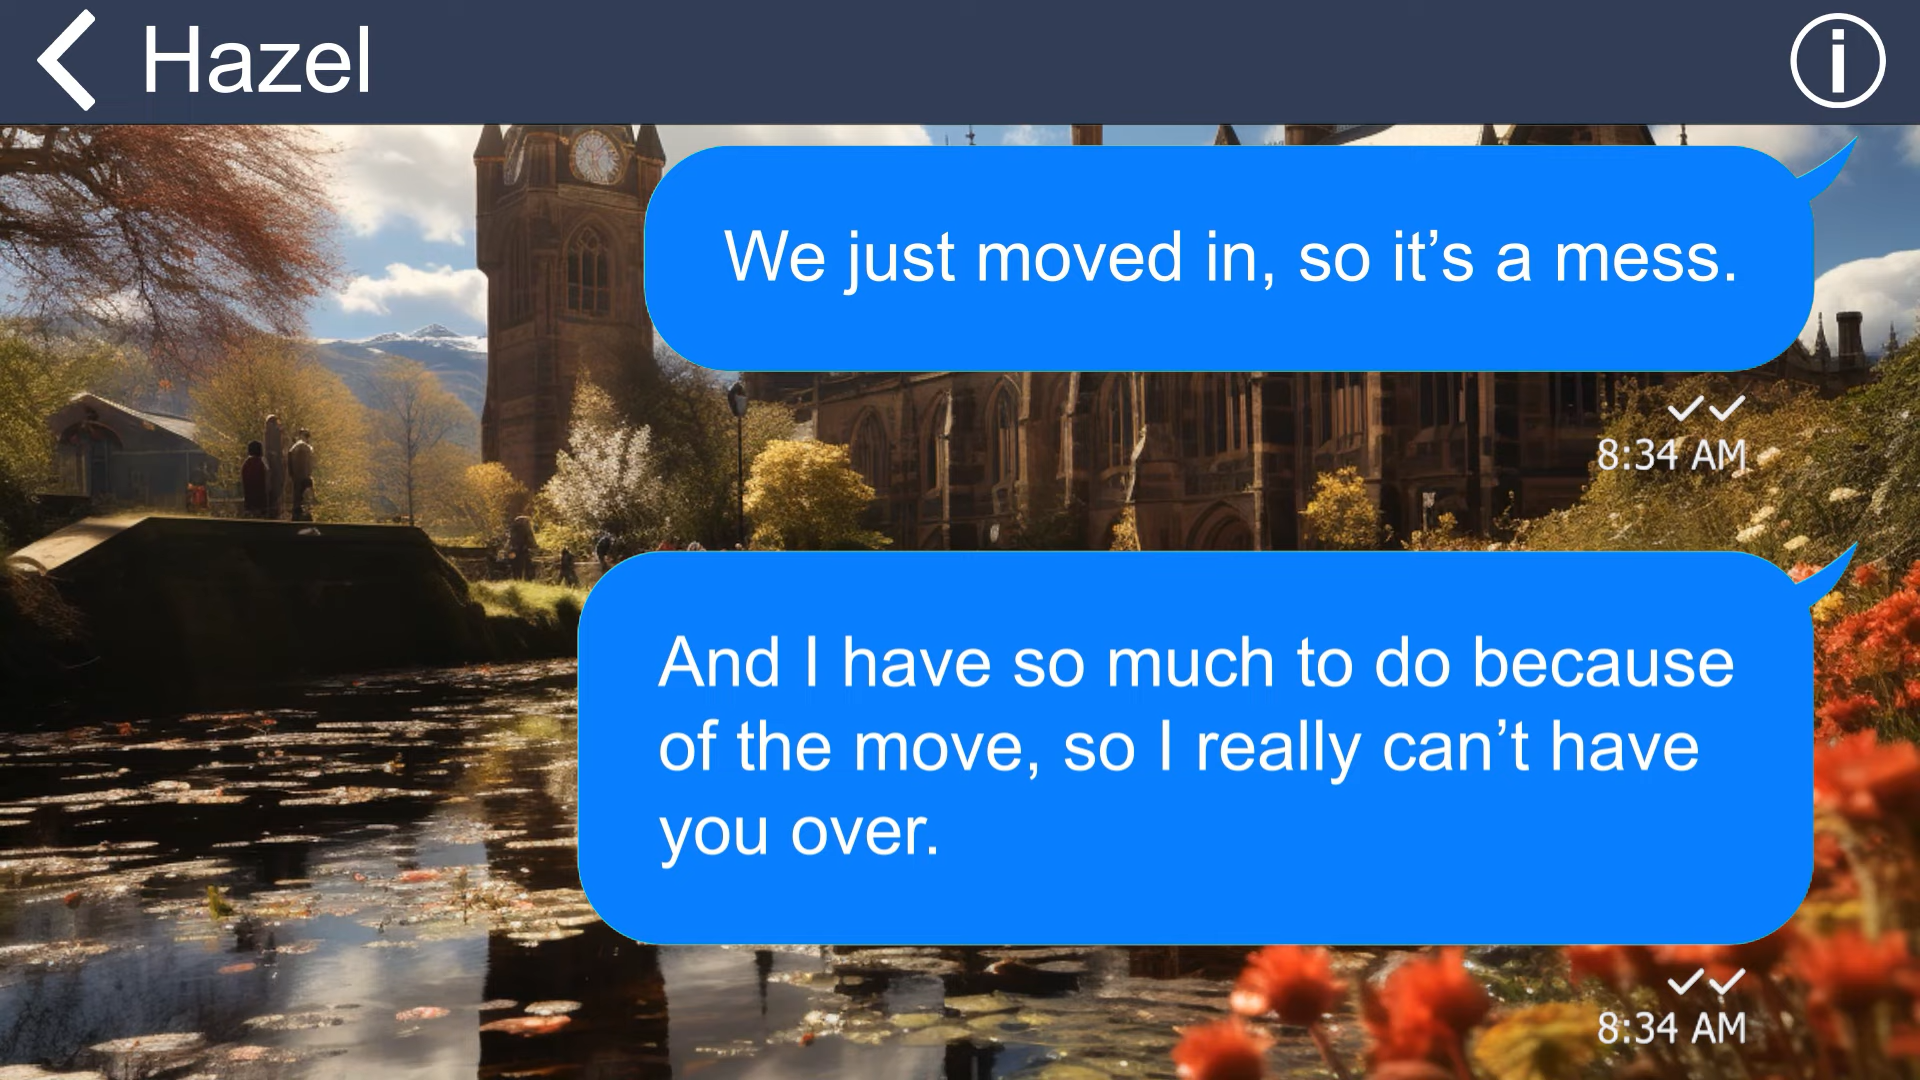 Hazel
We just moved in, so it’s a mess.
8:34 AM
And I have so much to do because
of the move, so I really can’t have
you over.
8:34 AM